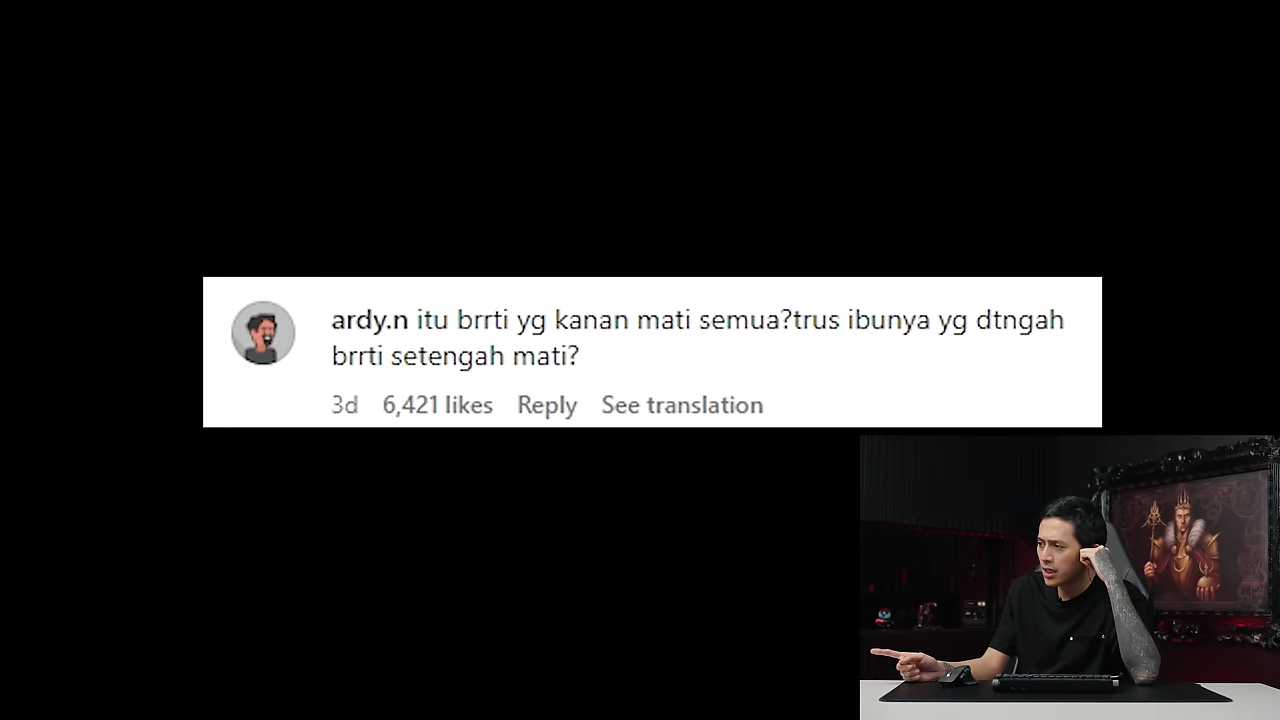 ardy.n itu brrti yg kanan mati semua?trus ibunya yg dtngah
brrti setengah mati?
3d 6,421 likes Reply See translation